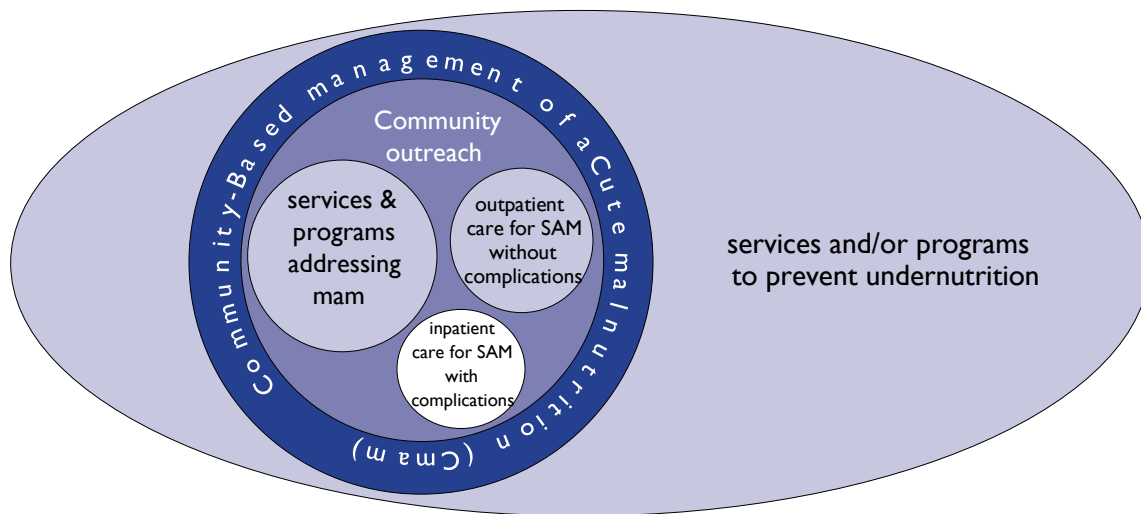 Community-Based management of aCute malnutrition (Cmam)
Community
outreach
services &
programs
addressing
mam
outpatient
care for SAM
without
complications
inpatient
care for SAM
with
complications
services and/or programs
to prevent undernutrition